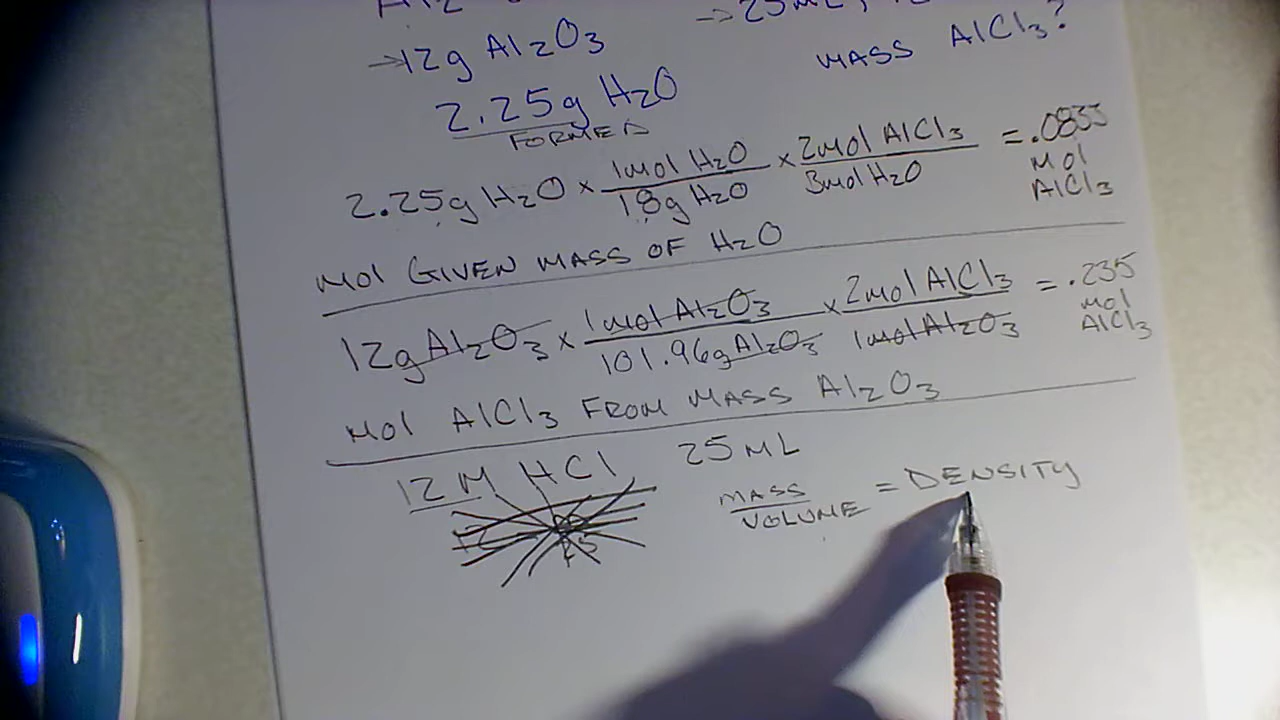 Al2
→ 25mL, 12
→12g Al2O3
MASS AlCl3?
2.25g H2O
FORMED
2.25g H2O × 1mol H2O / 18g H2O × 2mol AlCl3 / 3mol H2O = .0833 mol AlCl3
MOL GIVEN MASS OF H2O
12g Al2O3 × 1mol Al2O3 / 101.96g Al2O3 × 2mol AlCl3 / 1mol Al2O3 = .235 mol AlCl3
MOL AlCl3 FROM MASS Al2O3
12M HCl 25ML
MASS / VOLUME = DENSITY